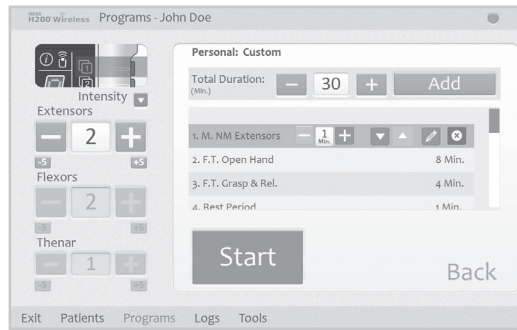 NESS
H200 Wireless Programs - John Doe
Intensity
Extensors
2
-5 +5
Flexors
2
-5 +5
Thenar
1
-5 +5
Personal: Custom
Total Duration: 30 Add
(Min.)
1. M. NM Extensors 1
Min.
2. F.T. Open Hand 8 Min.
3. F.T. Grasp & Rel. 4 Min.
4. Rest Period 1 Min.
Start
Back
Exit Patients Programs Logs Tools